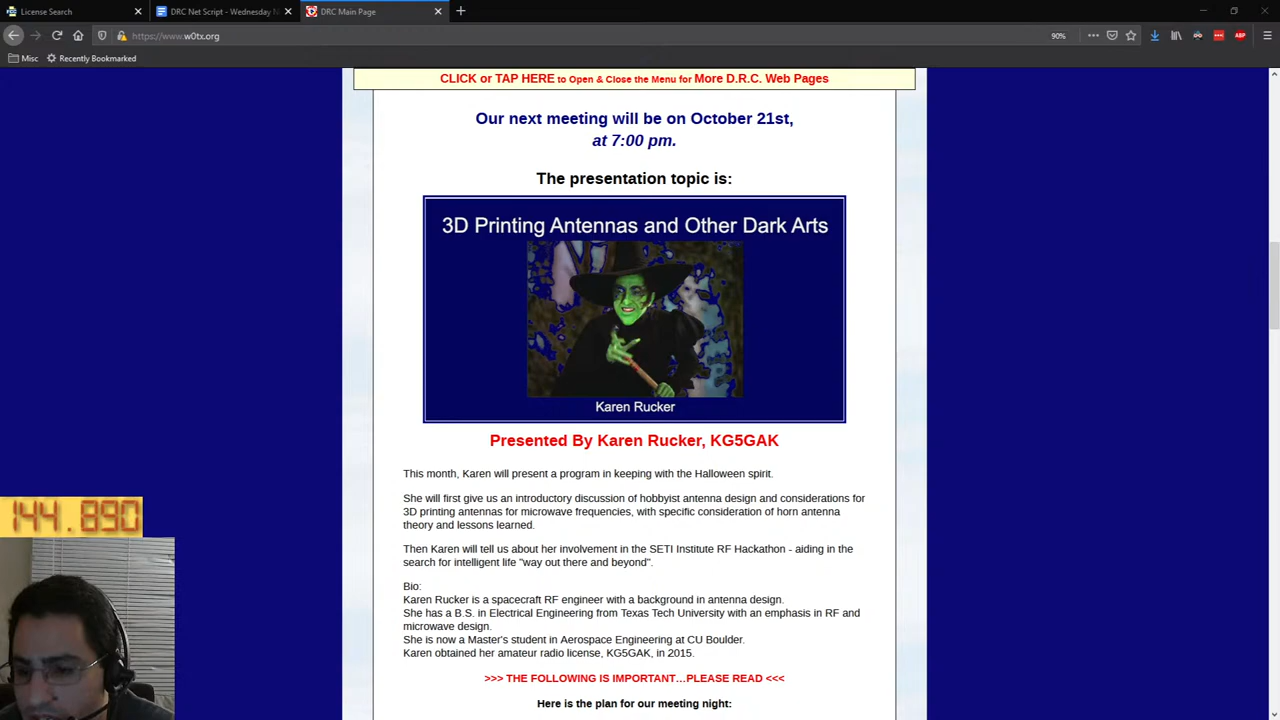 License Search
DRC Net Script - Wednesday N
DRC Main Page
https://www.w0tx.org
90%
ABP
Misc
Recently Bookmarked
CLICK or TAP HERE to Open & Close the Menu for More D.R.C. Web Pages
Our next meeting will be on October 21st,
at 7:00 pm.
The presentation topic is:
3D Printing Antennas and Other Dark Arts
Karen Rucker
Presented By Karen Rucker, KG5GAK
This month, Karen will present a program in keeping with the Halloween spirit.
She will first give us an introductory discussion of hobbyist antenna design and considerations for
3D printing antennas for microwave frequencies, with specific consideration of horn antenna
theory and lessons learned.
Then Karen will tell us about her involvement in the SETI Institute RF Hackathon - aiding in the
search for intelligent life "way out there and beyond".
Bio:
Karen Rucker is a spacecraft RF engineer with a background in antenna design.
She has a B.S. in Electrical Engineering from Texas Tech University with an emphasis in RF and
microwave design.
She is now a Master's student in Aerospace Engineering at CU Boulder.
Karen obtained her amateur radio license, KG5GAK, in 2015.
>>> THE FOLLOWING IS IMPORTANT...PLEASE READ <<<
Here is the plan for our meeting night:
144.890